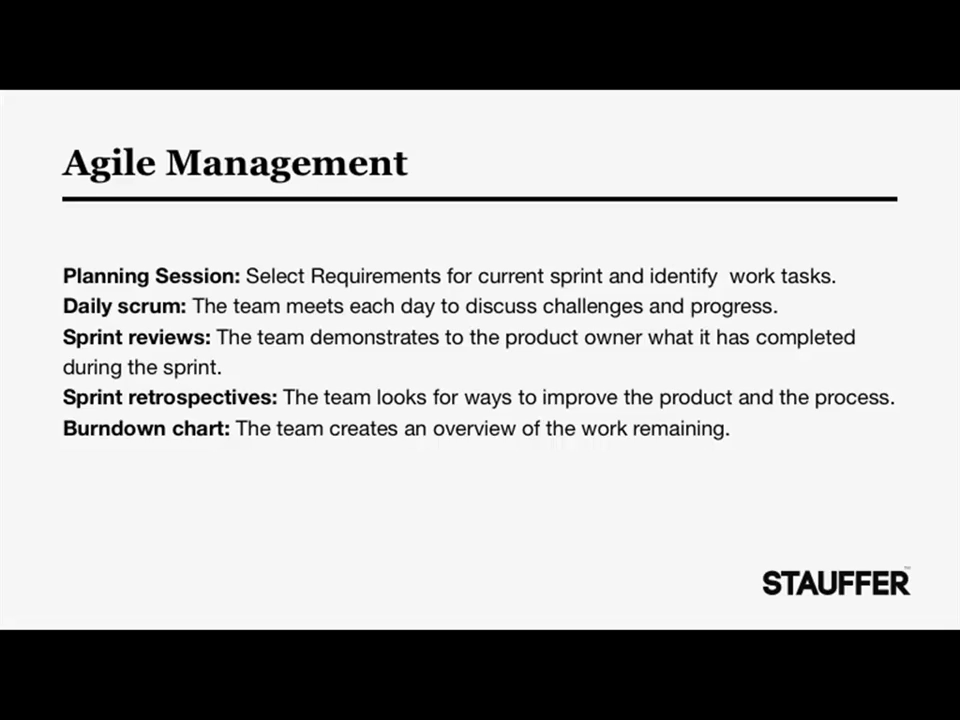 Agile Management
Planning Session: Select Requirements for current sprint and identify  work tasks.
Daily scrum: The team meets each day to discuss challenges and progress.
Sprint reviews: The team demonstrates to the product owner what it has completed
during the sprint.
Sprint retrospectives: The team looks for ways to improve the product and the process.
Burndown chart: The team creates an overview of the work remaining.
STAUFFER™